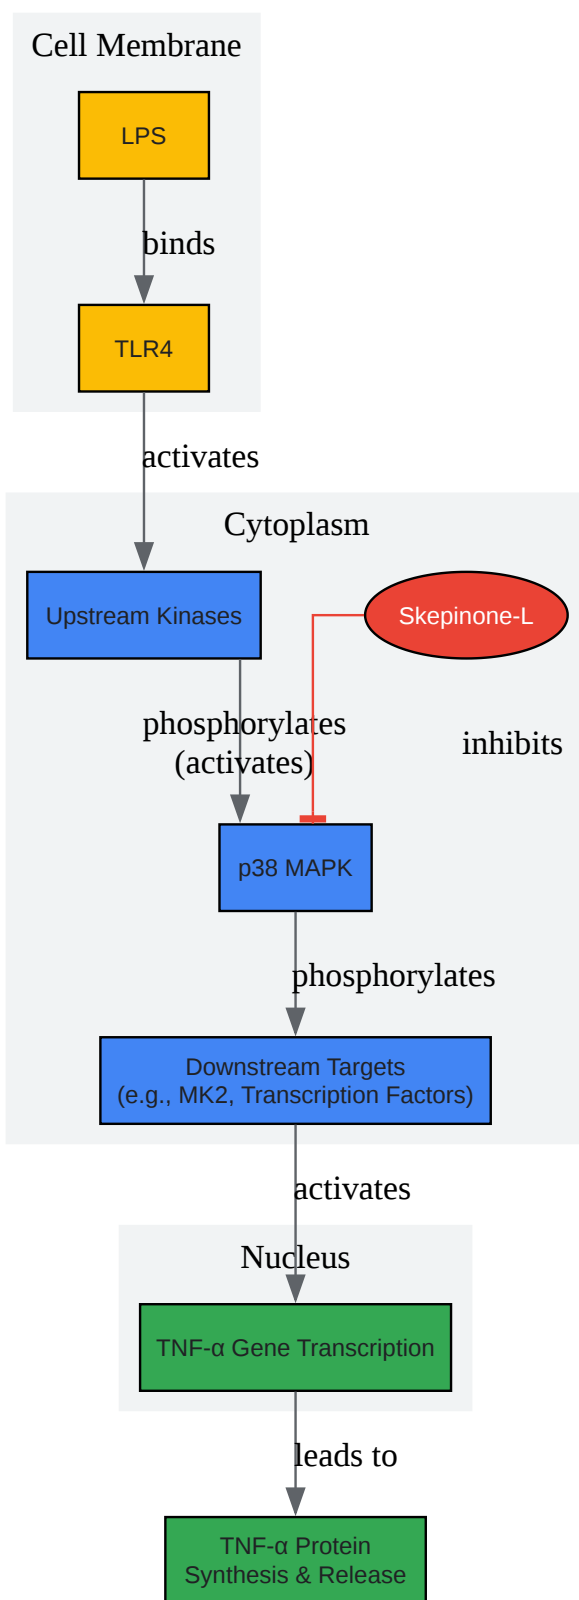 Cell Membrane
LPS
binds
TLR4
activates
Cytoplasm
Upstream Kinases
Skepinone-L
phosphorylates
(activates)
inhibits
p38 MAPK
phosphorylates
Downstream Targets
(e.g., MK2, Transcription Factors)
activates
Nucleus
TNF-α Gene Transcription
leads to
TNF-α Protein
Synthesis & Release